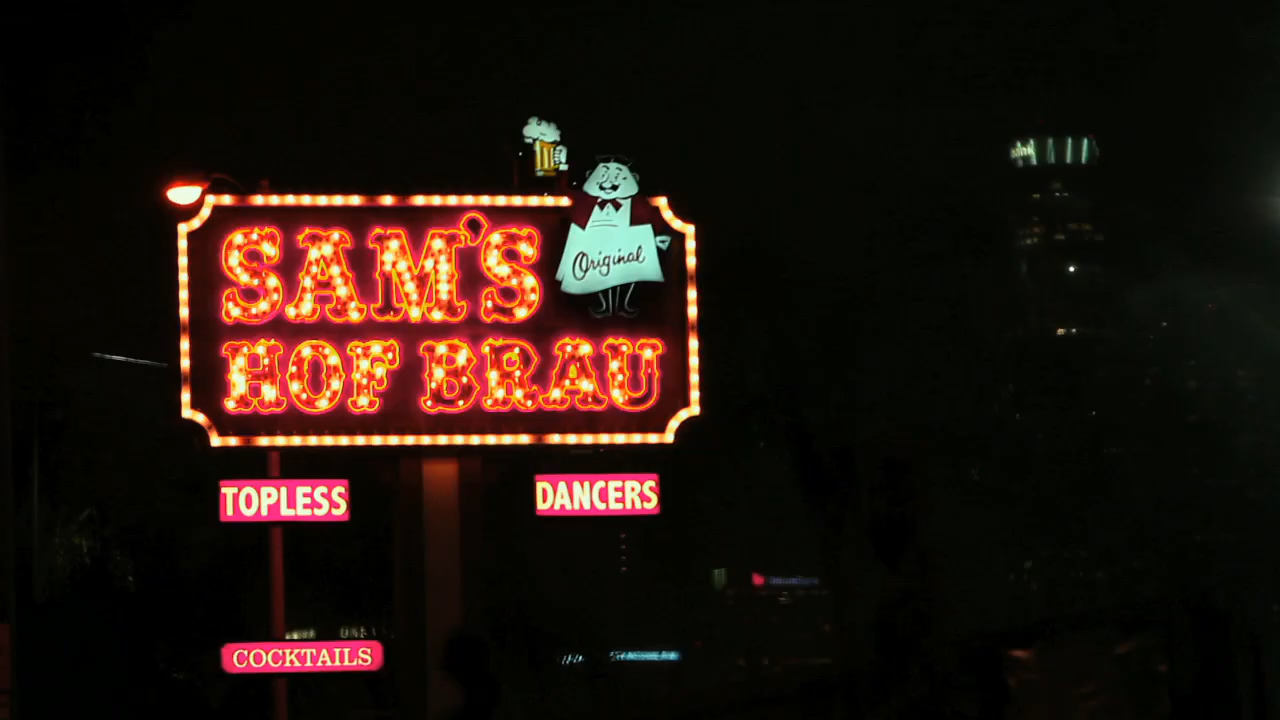 SAM'S
Original
HOF BRAU
TOPLESS
DANCERS
COCKTAILS